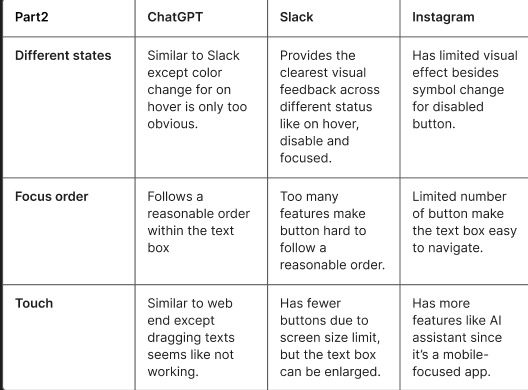 Part2
ChatGPT
Slack
Instagram
Different states
Similar to Slack
except color
change for on
hover is only too
obvious.
Provides the
clearest visual
feedback across
different status
like on hover,
disable and
focused.
Has limited visual
effect besides
symbol change
for disabled
button.
Focus order
Follows a
reasonable order
within the text
box
Too many
features make
button hard to
follow a
reasonable order.
Limited number
of button make
the text box easy
to navigate.
Touch
Similar to web
end except
dragging texts
seems like not
working.
Has fewer
buttons due to
screen size limit,
but the text box
can be enlarged.
Has more
features like AI
assistant since
it's a mobile-
focused app.